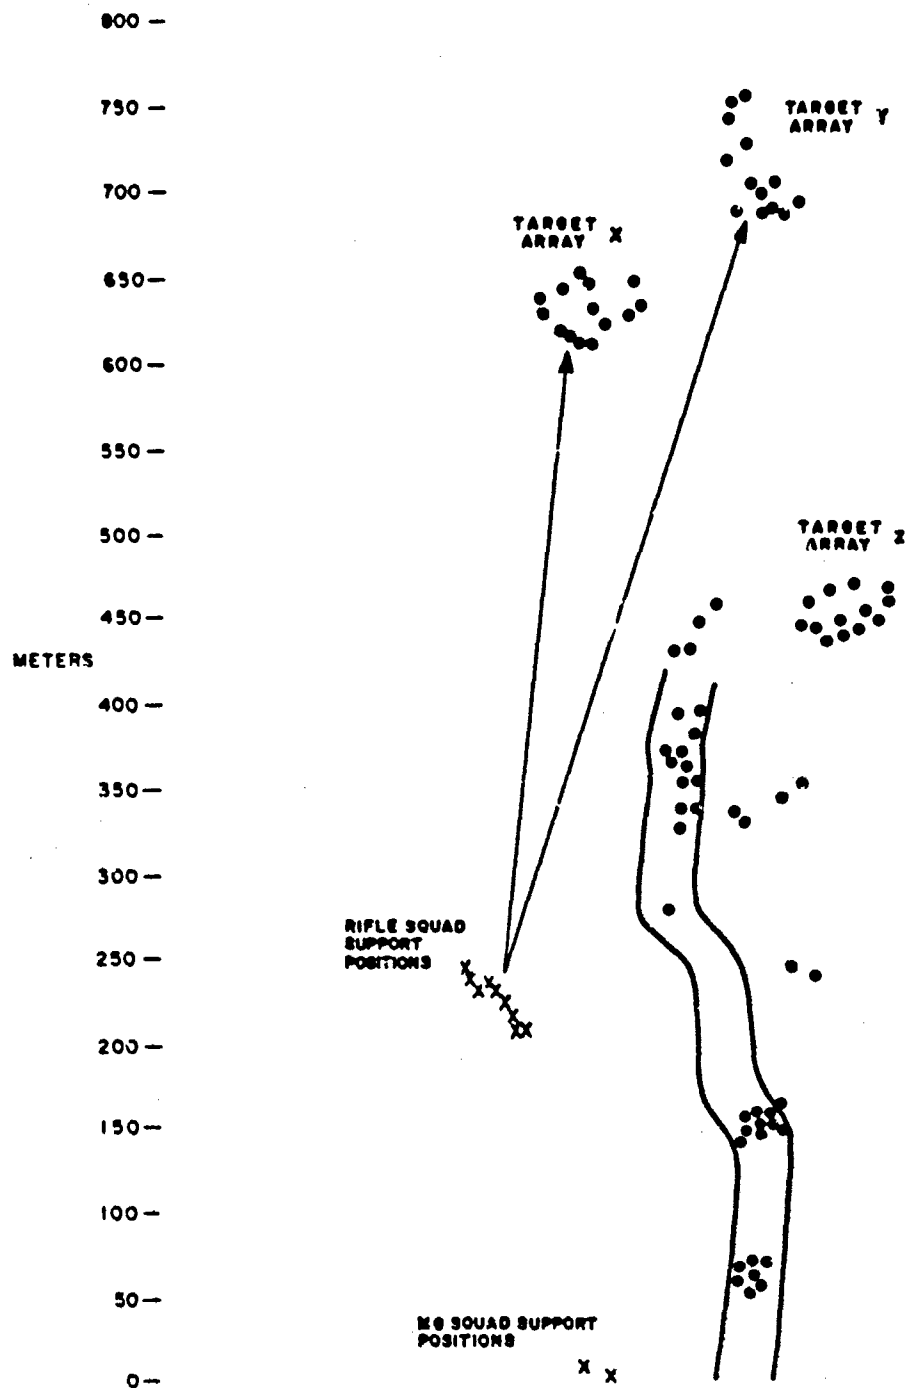 800
750
TARGET Y
ARRAY
700
TARGET X
ARRAY
650
600
550
500
TARGET Z
ARRAY
450
METERS
400
350
300
RIFLE SQUAD
SUPPORT
POSITIONS
250
200
150
100
50
MG SQUAD SUPPORT
POSITIONS
0